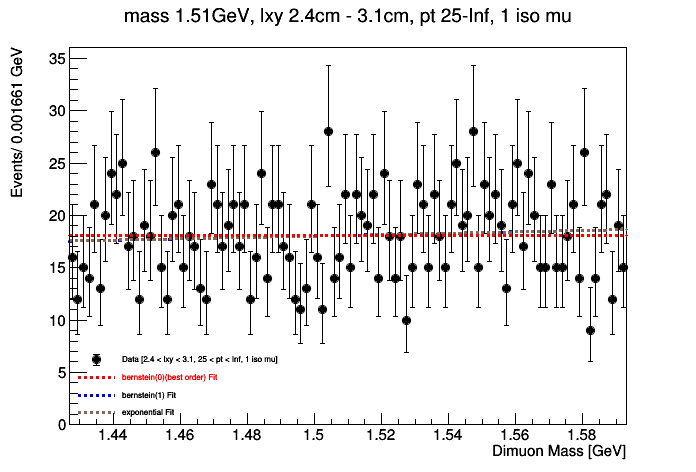 mass 1.51GeV, lxy 2.4cm - 3.1cm, pt 25-Inf, 1 iso mu
Events/ 0.001661 GeV
35
30
25
20
15
10
5
0
Data [2.4 < lxy < 3.1, 25 < pt < Inf, 1 iso mu]
bernstein(0)(best order) Fit
bernstein(1) Fit
exponential Fit
1.44 1.46 1.48 1.5 1.52 1.54 1.56 1.58
Dimuon Mass [GeV]